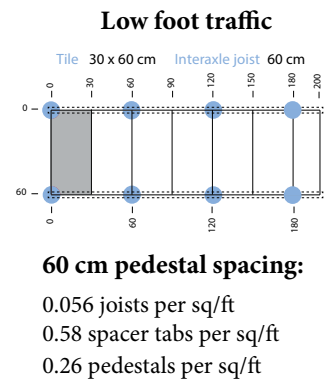 Low foot traffic
Tile 30 x 60 cm Interaxle joist 60 cm
0 30 60 90 120 150 180 200
0
60
0 60 120 180
60 cm pedestal spacing:
0.056 joists per sq/ft
0.58 spacer tabs per sq/ft
0.26 pedestals per sq/ft